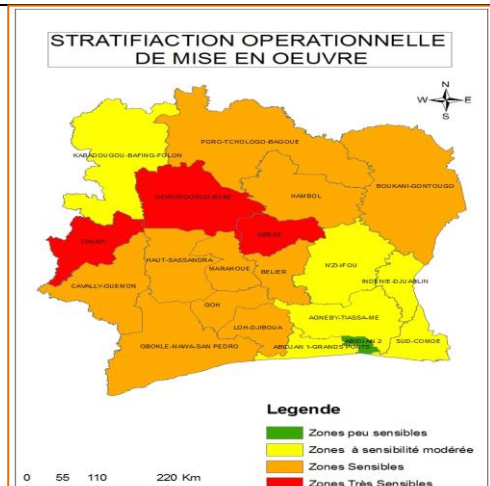 STRATIFIACTION OPERATIONNELLE
DE MISE EN OEUVRE
N
W E
S
KABADOUGOU-BAFING-FOLON
PORO-TCHOLOGO-BAGOUE
BOUKANI-GONTOUGO
HAMBOL
TONKPI
HAUT-SASSANDRA
MARAHOUE
BELIER
N'ZI-IFOU
INDENIE-DJUABLIN
CAVALLY-GUEMON
GOH
LOH-DJIBOUA
AGNEBY-TIASSA-ME
GBOKLE-NAWA-SAN PEDRO
ABIDJAN 1-GRANDS PONTS
ABIDJAN 2
SUD-COMOE
Legende
Zones peu sensibles
Zones à sensibilité modérée
Zones Sensibles
Zones Très Sensibles
0 55 110 220 Km